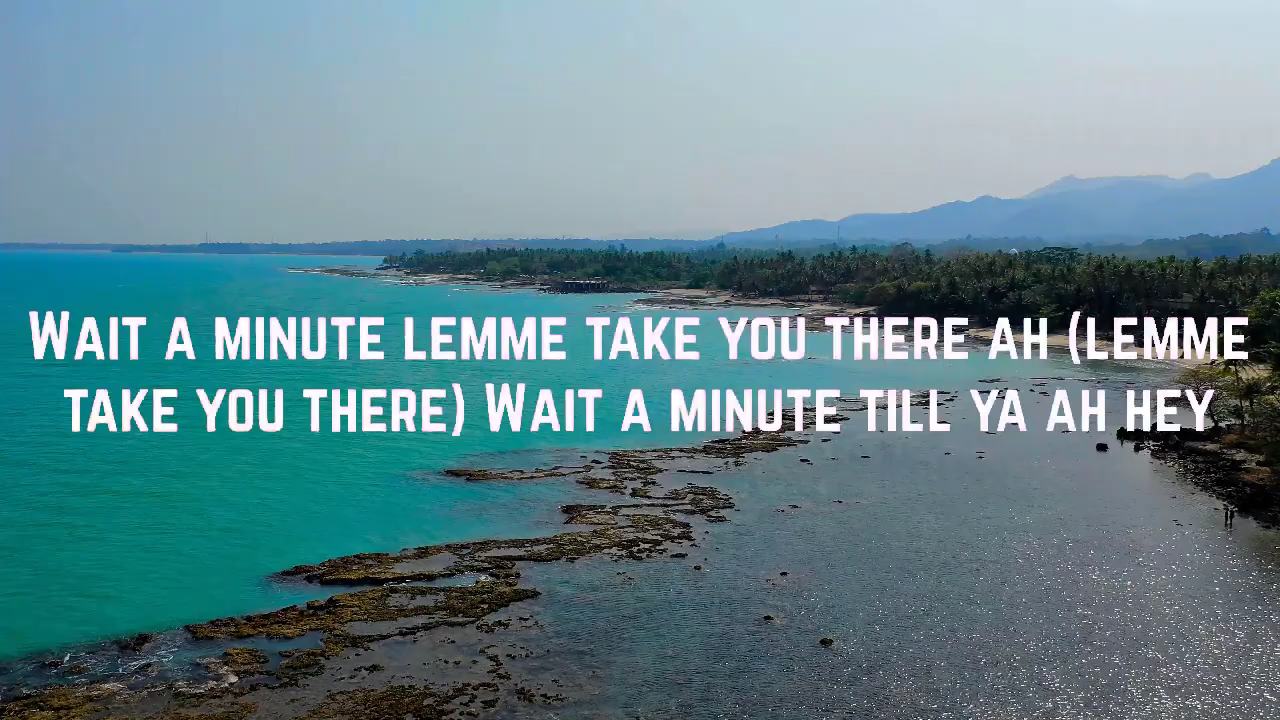 Wait a minute lemme take you there ah (lemme
take you there) Wait a minute till ya ah hey